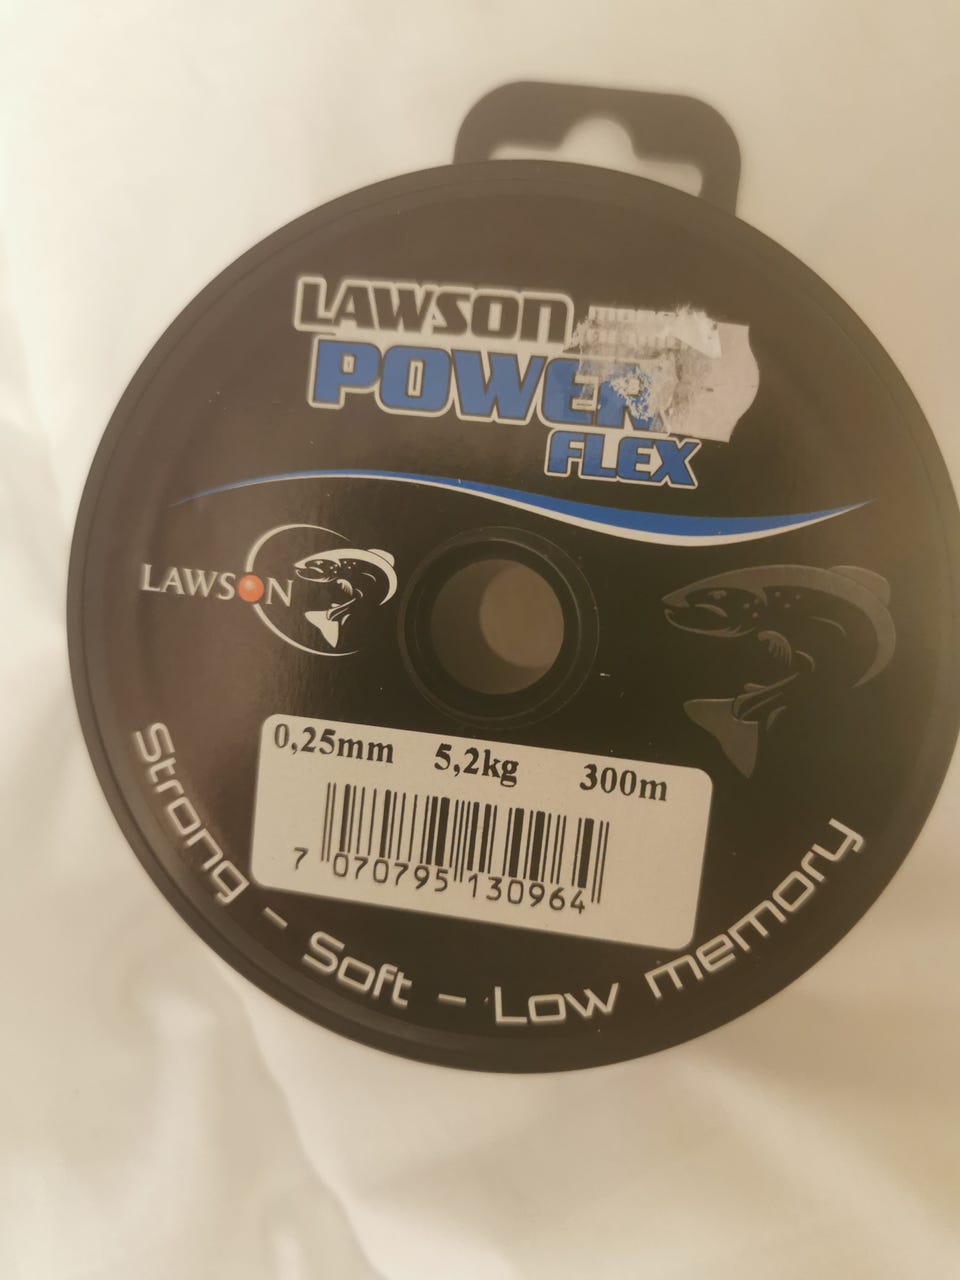 LAWSON
POWER
FLEX
LAWSON
0,25mm 5,2kg 300m
7 070795 130964
Strong - Soft - Low memory